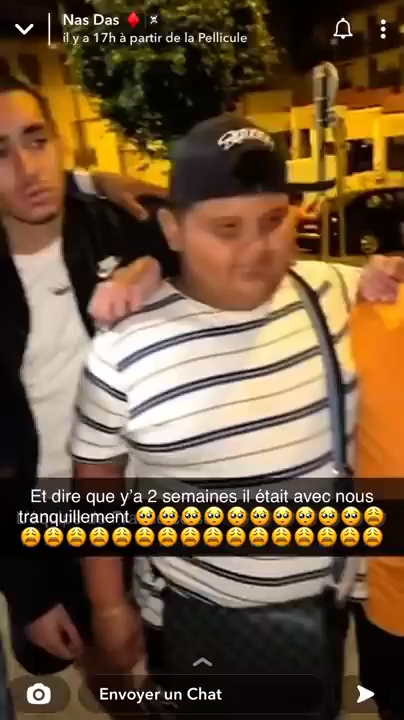 Nas Das ♦️
il y a 17h à partir de la Pellicule
Et dire que y’a 2 semaines il était avec nous
tranquillement 🥺🥺🥺🥺🥺🥺🥺🥺🥺🥺😩
😩😩😩😩😩😩😩😩😩😩😩😩😩😩😩😩
Envoyer un Chat